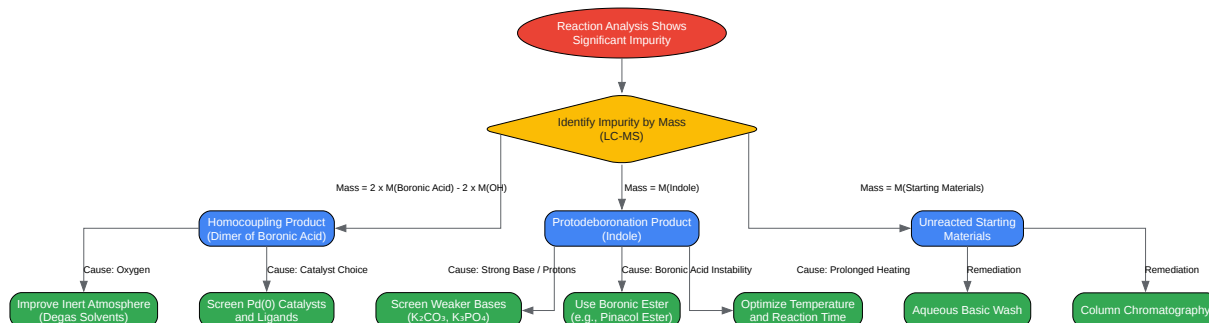 Reaction Analysis Shows
Significant Impurity
Identify Impurity by Mass
(LC-MS)
Mass = 2 x M(Boronic Acid) - 2 x M(OH)
Mass = M(Indole)
Mass = M(Starting Materials)
Homocoupling Product
(Dimer of Boronic Acid)
Protodeboronation Product
(Indole)
Unreacted Starting
Materials
Cause: Oxygen
Cause: Catalyst Choice
Cause: Strong Base / Protons
Cause: Boronic Acid Instability
Cause: Prolonged Heating
Remediation
Remediation
Improve Inert Atmosphere
(Degas Solvents)
Screen Pd(0) Catalysts
and Ligands
Screen Weaker Bases
(K₂CO₃, K₃PO₄)
Use Boronic Ester
(e.g., Pinacol Ester)
Optimize Temperature
and Reaction Time
Aqueous Basic Wash
Column Chromatography